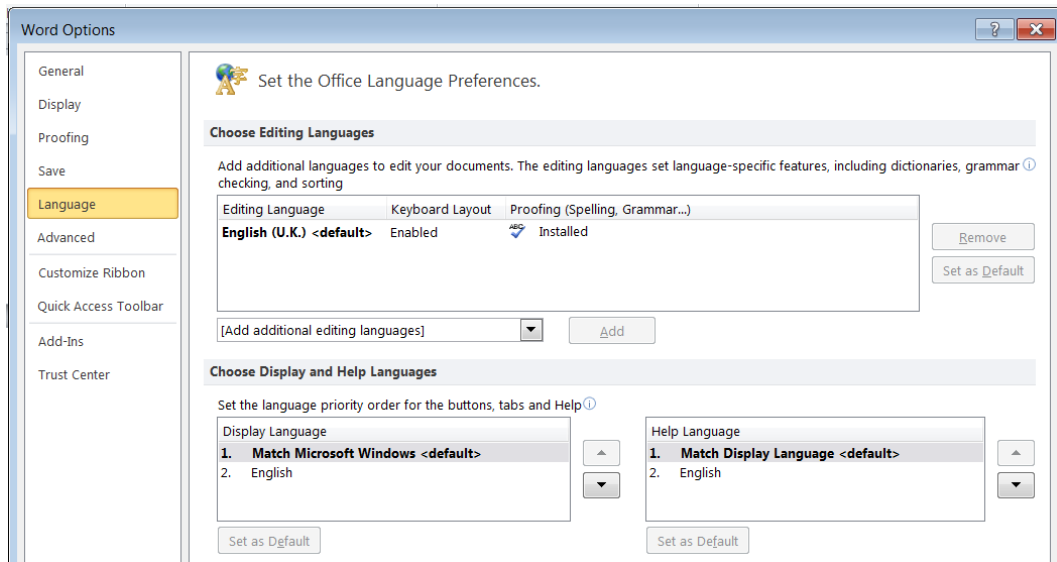 Word Options
General
Display
Proofing
Save
Language
Advanced
Customize Ribbon
Quick Access Toolbar
Add-Ins
Trust Center
Set the Office Language Preferences.
Choose Editing Languages
Add additional languages to edit your documents. The editing languages set language-specific features, including dictionaries, grammar
checking, and sorting
Editing Language Keyboard Layout Proofing (Spelling, Grammar...)
English (U.K.) <default> Enabled Installed
Remove
Set as Default
[Add additional editing languages] Add
Choose Display and Help Languages
Set the language priority order for the buttons, tabs and Help
Display Language
1. Match Microsoft Windows <default>
2. English
Set as Default
Help Language
1. Match Display Language <default>
2. English
Set as Default